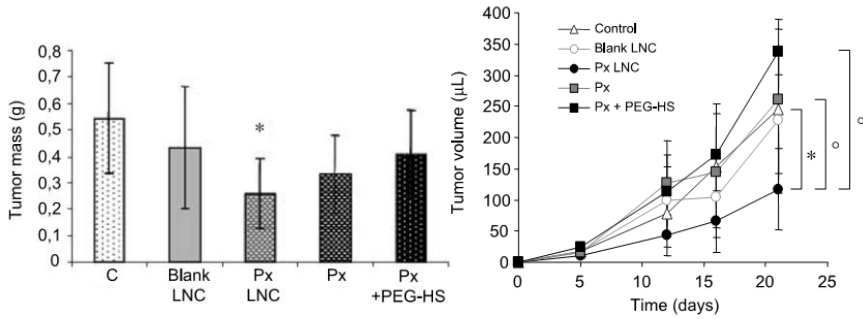 0,8
0,7
0,6
0,5
0,4
0,3
0,2
0,1
0
Tumor mass (g)
*
C
Blank
LNC
Px
LNC
Px
Px
+PEG-HS
400
350
300
250
200
150
100
50
0
Tumor volume (µL)
Control
Blank LNC
Px LNC
Px
Px + PEG-HS
*
°
°
0
5
10
15
20
25
Time (days)